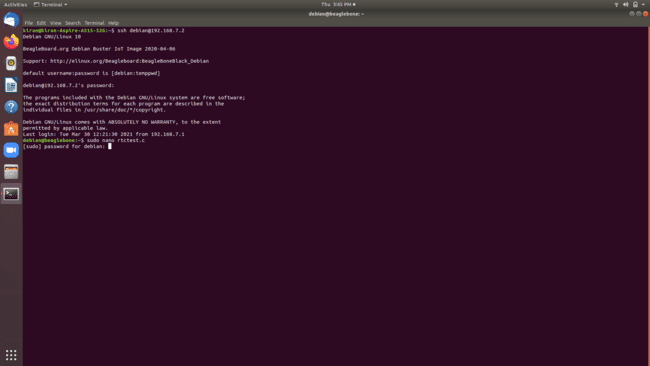 Activities Terminal Thu 3:45 PM
debian@beaglebone: ~
File Edit View Search Terminal Help
kiran@kiran-Aspire-A315-32G:~$ ssh debian@192.168.7.2
Debian GNU/Linux 10
BeagleBoard.org Debian Buster IoT Image 2020-04-06
Support: http://elinux.org/Beagleboard:BeagleBoneBlack_Debian
default username:password is [debian:temppwd]
debian@192.168.7.2's password:
The programs included with the Debian GNU/Linux system are free software;
the exact distribution terms for each program are described in the
individual files in /usr/share/doc/*/copyright.
Debian GNU/Linux comes with ABSOLUTELY NO WARRANTY, to the extent
permitted by applicable law.
Last login: Tue Mar 30 12:21:30 2021 from 192.168.7.1
debian@beaglebone:~$ sudo nano rtctest.c
[sudo] password for debian: